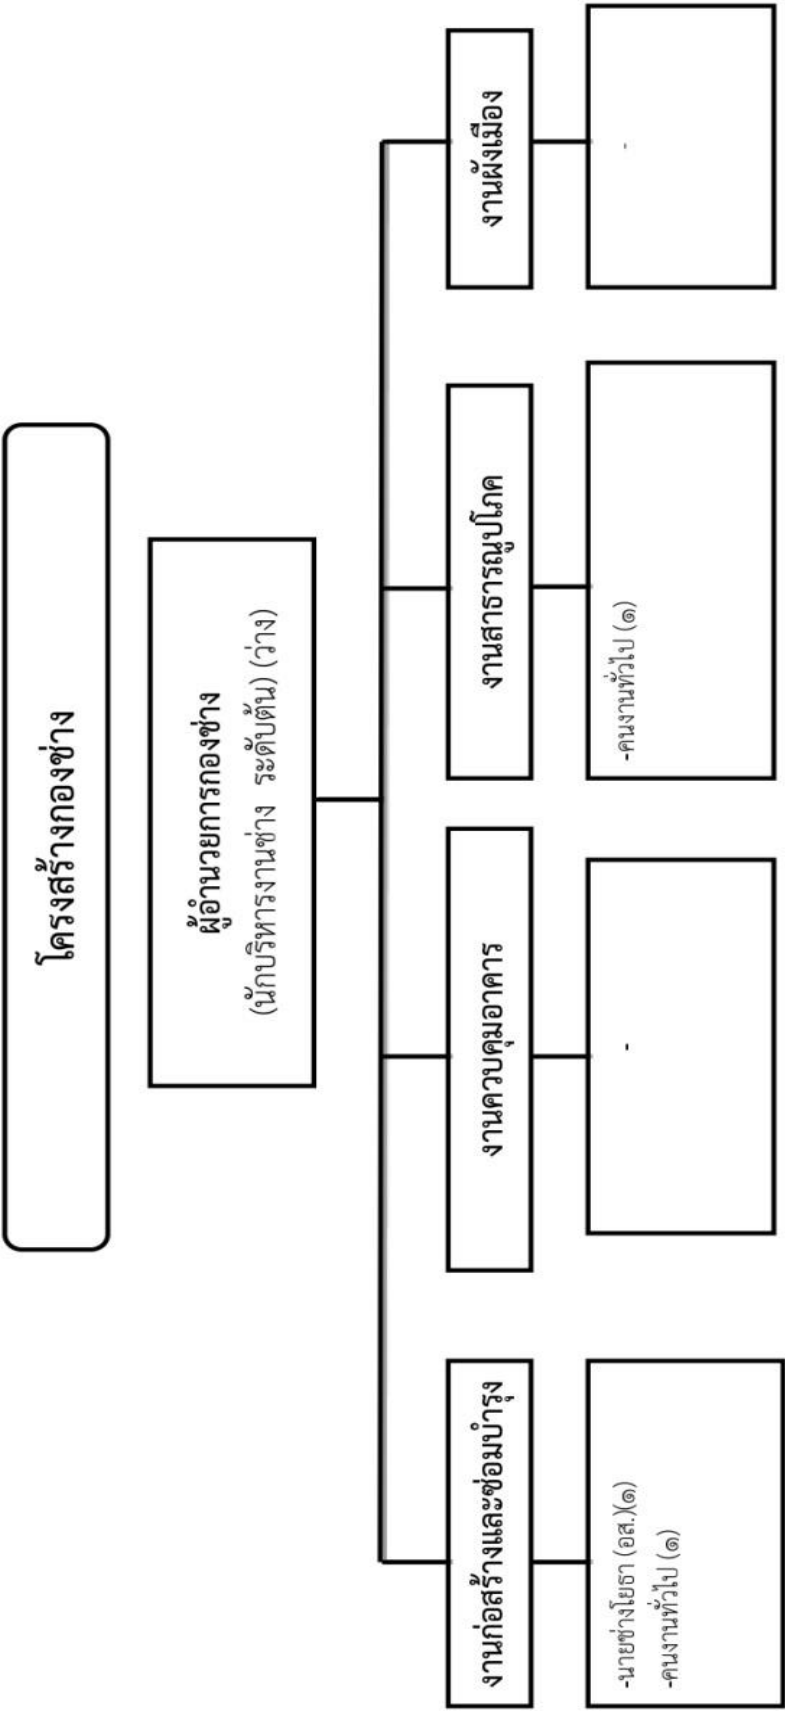 โครงสร้างกองช่าง
ผู้อำนวยการกองช่าง
(นักบริหารงานช่าง ระดับต้น) (ว่าง)
งานก่อสร้างและซ่อมบำรุง
งานควบคุมอาคาร
งานสาธารณูปโภค
งานผังเมือง
-นายช่างโยธา (อส.)(๑)
-คนงานทั่วไป (๑)
-
-คนงานทั่วไป (๑)
-